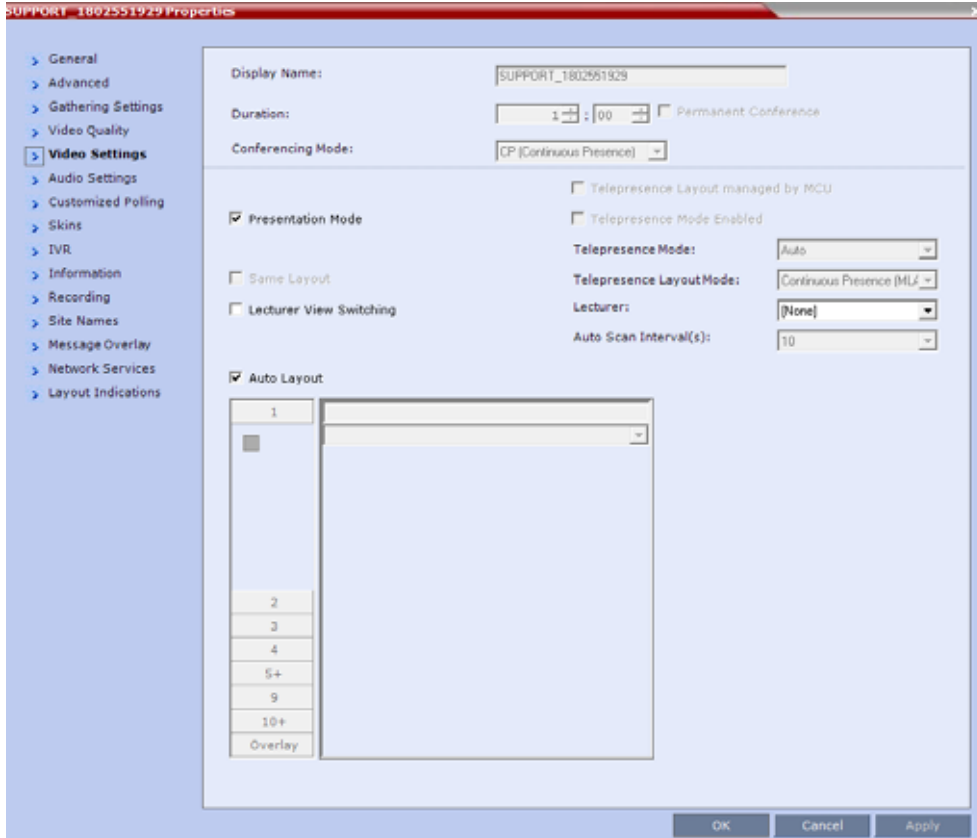 SUPPORT_1802551929 Properties
General
Advanced
Gathering Settings
Video Quality
Video Settings
Audio Settings
Customized Polling
Skins
IVR
Information
Recording
Site Names
Message Overlay
Network Services
Layout Indications
Display Name: SUPPORT_1802551929
Duration: 1 : 00 Permanent Conference
Conferencing Mode: CP (Continuous Presence)
Telepresence Layout managed by MCU
Presentation Mode Telepresence Mode Enabled
Telepresence Mode: Auto
Same Layout Telepresence Layout Mode: Continuous Presence (MLA
Lecturer View Switching Lecturer: [None]
Auto Scan Interval(s): 10
Auto Layout
1
2
3
4
5+
9
10+
Overlay
OK Cancel Apply